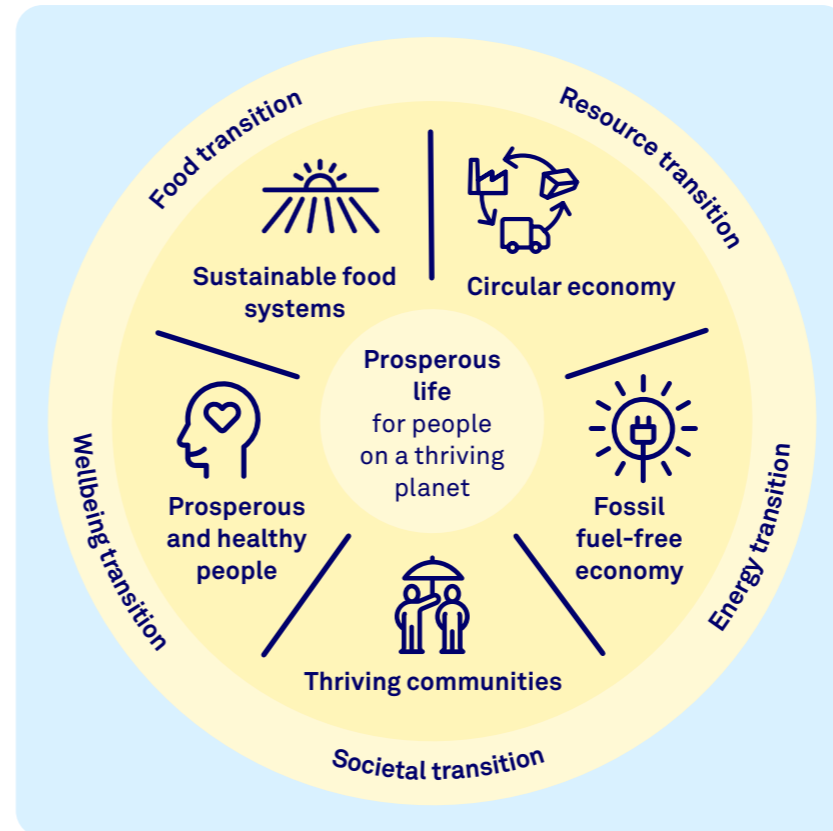 Food transition
Resource transition
Sustainable food
systems
Circular economy
Prosperous
life
for people
on a thriving
planet
Wellbeing transition
Prosperous
and healthy
people
Fossil
fuel-free
economy
Energy transition
Thriving communities
Societal transition